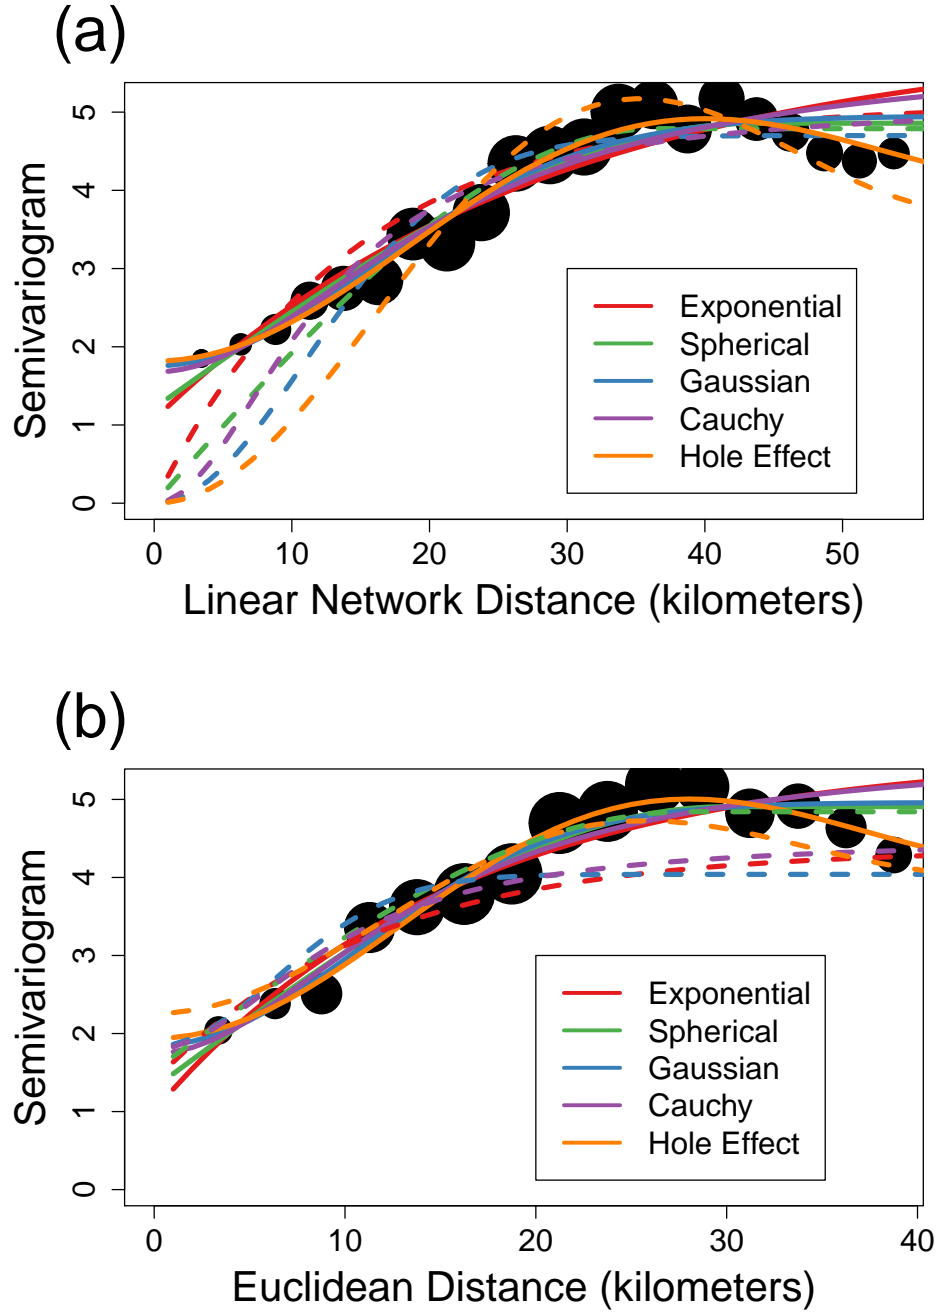 (a)
Semivariogram
5
4
3
2
1
0
Exponential
Spherical
Gaussian
Cauchy
Hole Effect
0 10 20 30 40 50
Linear Network Distance (kilometers)
(b)
Semivariogram
5
4
3
2
1
0
Exponential
Spherical
Gaussian
Cauchy
Hole Effect
0 10 20 30 40
Euclidean Distance (kilometers)